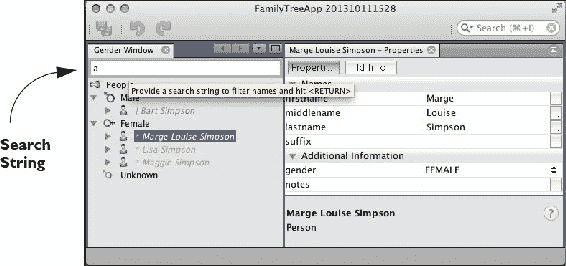 FamilyTreeApp 201310111528
Search (⌘+I)
Gender Window
Marge Louise Simpson – Properties
a
People
Provide a search string to filter names and hit <RETURN>
Male
Bart Simpson
Female
Marge Louise Simpson
Lisa Simpson
Maggie Simpson
Unknown
Search
String
Properti...
Names
firstname Marge
middlename Louise
lastname Simpson
suffix
Additional Information
gender FEMALE
notes
Marge Louise Simpson
Person